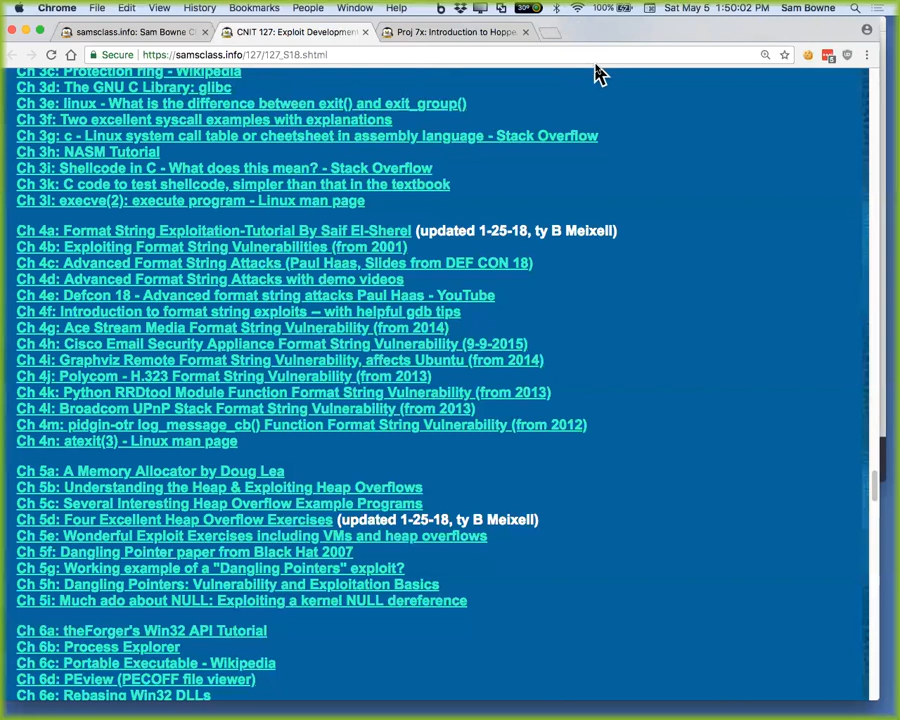 Chrome File Edit View History Bookmarks People Window Help 30° 100% Sat May 5 1:50:02 PM Sam Bowne
samsclass.info: Sam Bowne C
CNIT 127: Exploit Developmen
Proj 7x: Introduction to Hoppe
Secure https://samsclass.info/127/127_S18.shtml
Ch 3c: Protection ring - Wikipedia
Ch 3d: The GNU C Library: glibc
Ch 3e: linux - What is the difference between exit() and exit_group()
Ch 3f: Two excellent syscall examples with explanations
Ch 3g: c - Linux system call table or cheetsheet in assembly language - Stack Overflow
Ch 3h: NASM Tutorial
Ch 3i: Shellcode in C - What does this mean? - Stack Overflow
Ch 3k: C code to test shellcode, simpler than that in the textbook
Ch 3l: execve(2): execute program - Linux man page
Ch 4a: Format String Exploitation-Tutorial By Saif El-Sherel (updated 1-25-18, ty B Meixell)
Ch 4b: Exploiting Format String Vulnerabilities (from 2001)
Ch 4c: Advanced Format String Attacks (Paul Haas, Slides from DEF CON 18)
Ch 4d: Advanced Format String Attacks with demo videos
Ch 4e: Defcon 18 - Advanced format string attacks Paul Haas - YouTube
Ch 4f: Introduction to format string exploits -- with helpful gdb tips
Ch 4g: Ace Stream Media Format String Vulnerability (from 2014)
Ch 4h: Cisco Email Security Appliance Format String Vulnerability (9-9-2015)
Ch 4i: Graphviz Remote Format String Vulnerability, affects Ubuntu (from 2014)
Ch 4j: Polycom - H.323 Format String Vulnerability (from 2013)
Ch 4k: Python RRDtool Module Function Format String Vulnerability (from 2013)
Ch 4l: Broadcom UPnP Stack Format String Vulnerability (from 2013)
Ch 4m: pidgin-otr log_message_cb() Function Format String Vulnerability (from 2012)
Ch 4n: atexit(3) - Linux man page
Ch 5a: A Memory Allocator by Doug Lea
Ch 5b: Understanding the Heap & Exploiting Heap Overflows
Ch 5c: Several Interesting Heap Overflow Example Programs
Ch 5d: Four Excellent Heap Overflow Exercises (updated 1-25-18, ty B Meixell)
Ch 5e: Wonderful Exploit Exercises including VMs and heap overflows
Ch 5f: Dangling Pointer paper from Black Hat 2007
Ch 5g: Working example of a "Dangling Pointers" exploit?
Ch 5h: Dangling Pointers: Vulnerability and Exploitation Basics
Ch 5i: Much ado about NULL: Exploiting a kernel NULL dereference
Ch 6a: theForger's Win32 API Tutorial
Ch 6b: Process Explorer
Ch 6c: Portable Executable - Wikipedia
Ch 6d: PEview (PECOFF file viewer)
Ch 6e: Rebasing Win32 DLLs